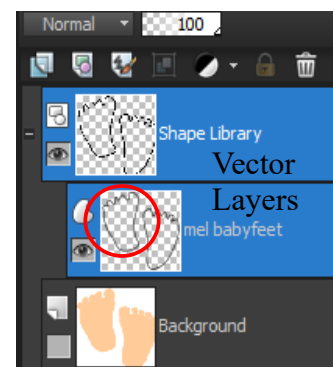 Normal 100
Shape Library
Vector
Layers
mel babyfeet
Background